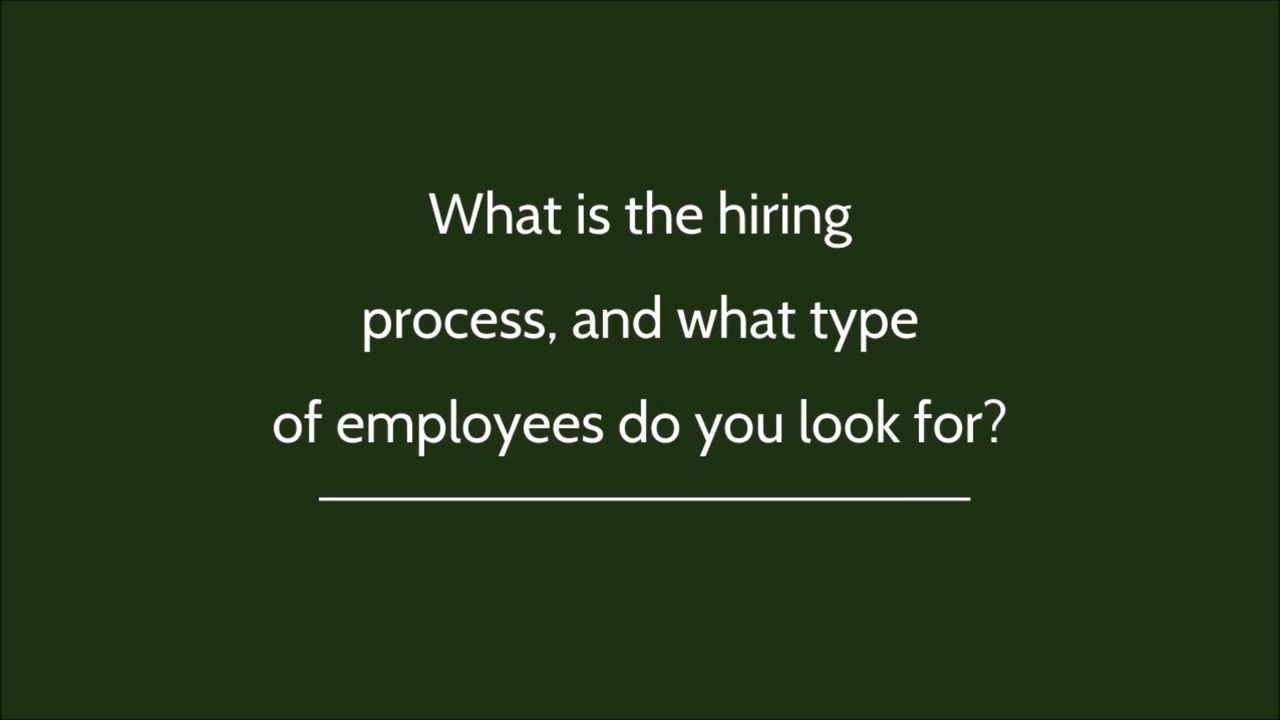 What is the hiring
process, and what type
of employees do you look for?